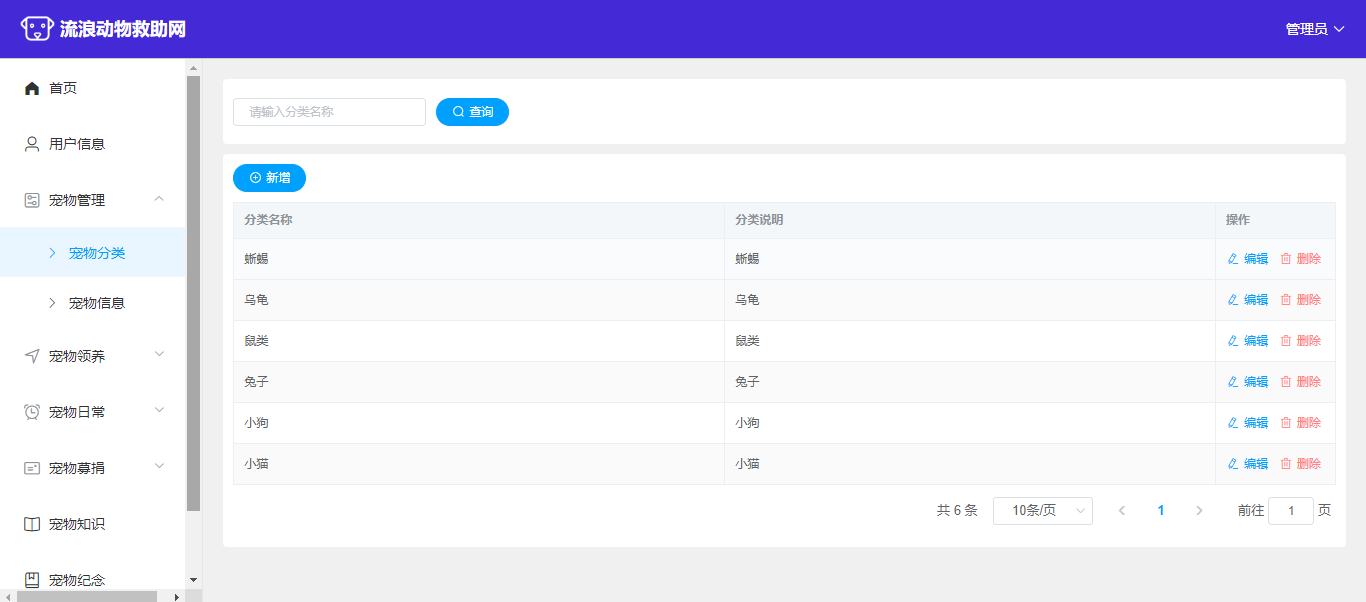 流浪动物救助网
管理员
首页
用户信息
宠物管理
宠物分类
宠物信息
宠物领养
宠物日常
宠物募捐
宠物知识
宠物纪念
请输入分类名称
查询
新增
分类名称 分类说明 操作
蜥蜴 蜥蜴 编辑 删除
乌龟 乌龟 编辑 删除
鼠类 鼠类 编辑 删除
兔子 兔子 编辑 删除
小狗 小狗 编辑 删除
小猫 小猫 编辑 删除
共 6 条 10条/页 1 前往 1 页